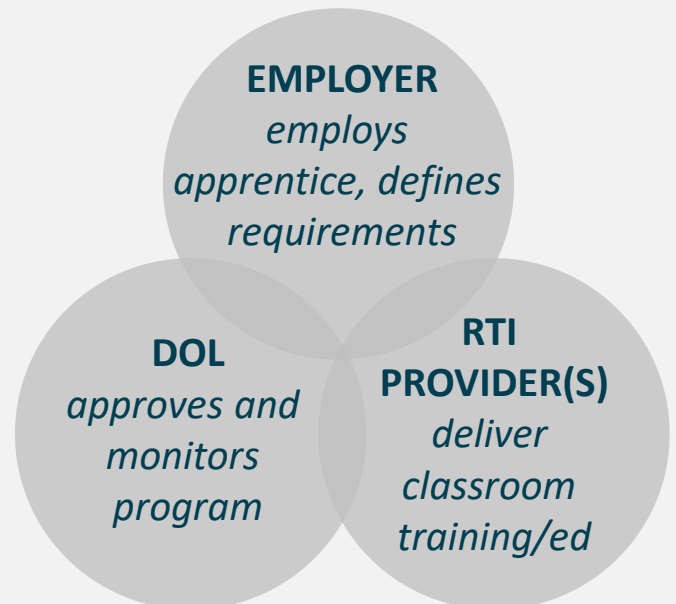 EMPLOYER
employs
apprentice, defines
requirements
DOL
approves and
monitors
program
RTI
PROVIDER(S)
deliver
classroom
training/ed